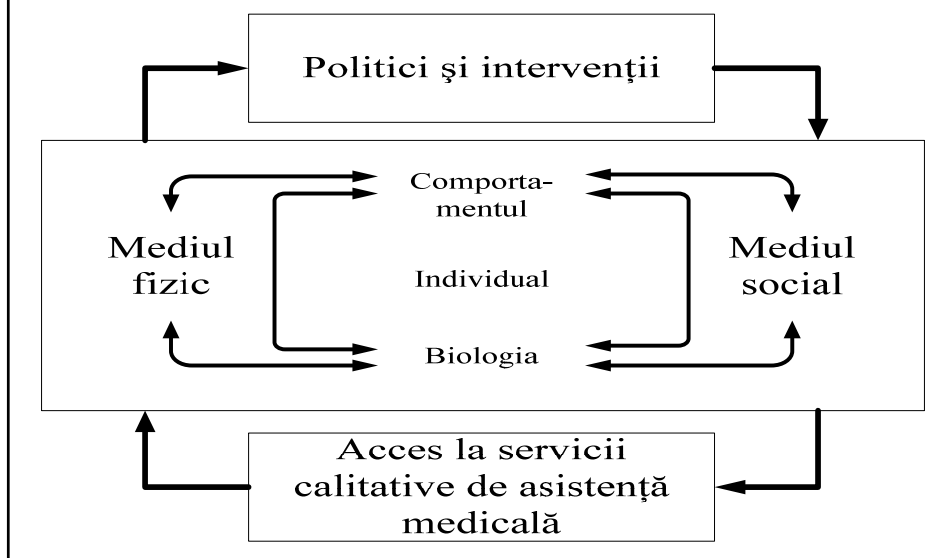 Politici şi intervenţii
Comporta-
mentul
Mediul
fizic
Individual
Mediul
social
Biologia
Acces la servicii
calitative de asistenţă
medicală